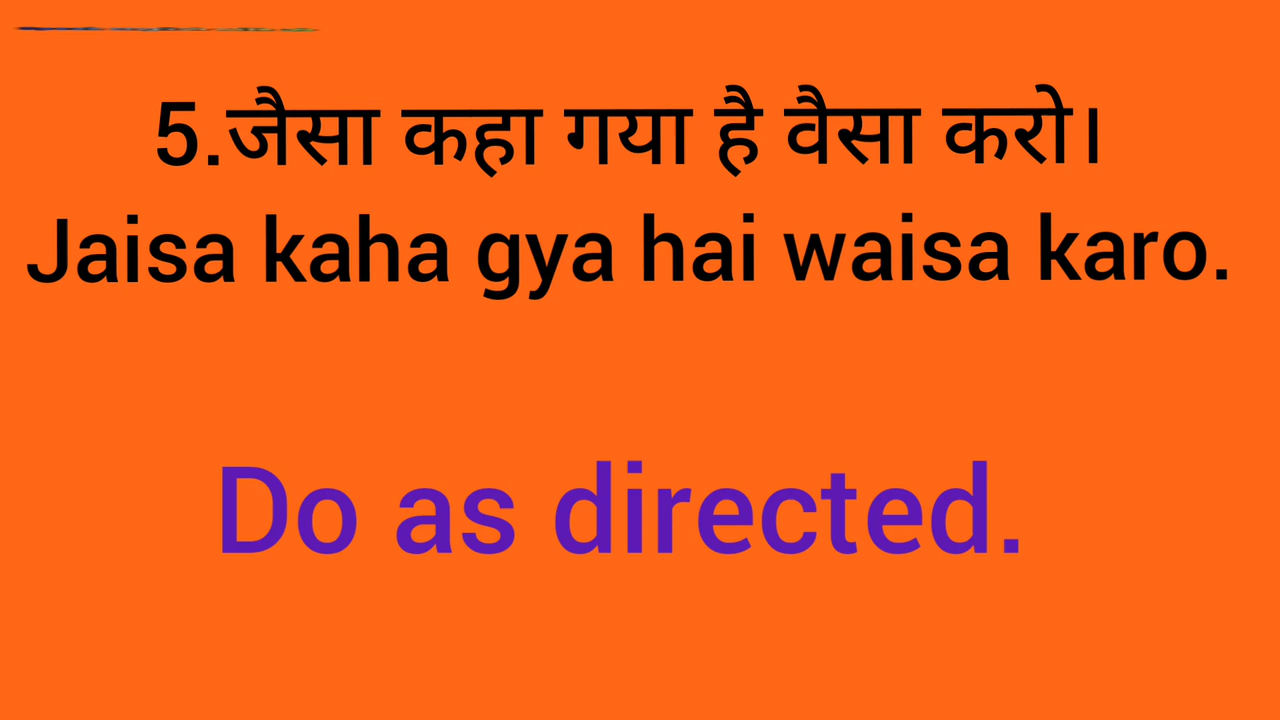 5.जैसा कहा गया है वैसा करो।
Jaisa kaha gya hai waisa karo.
Do as directed.